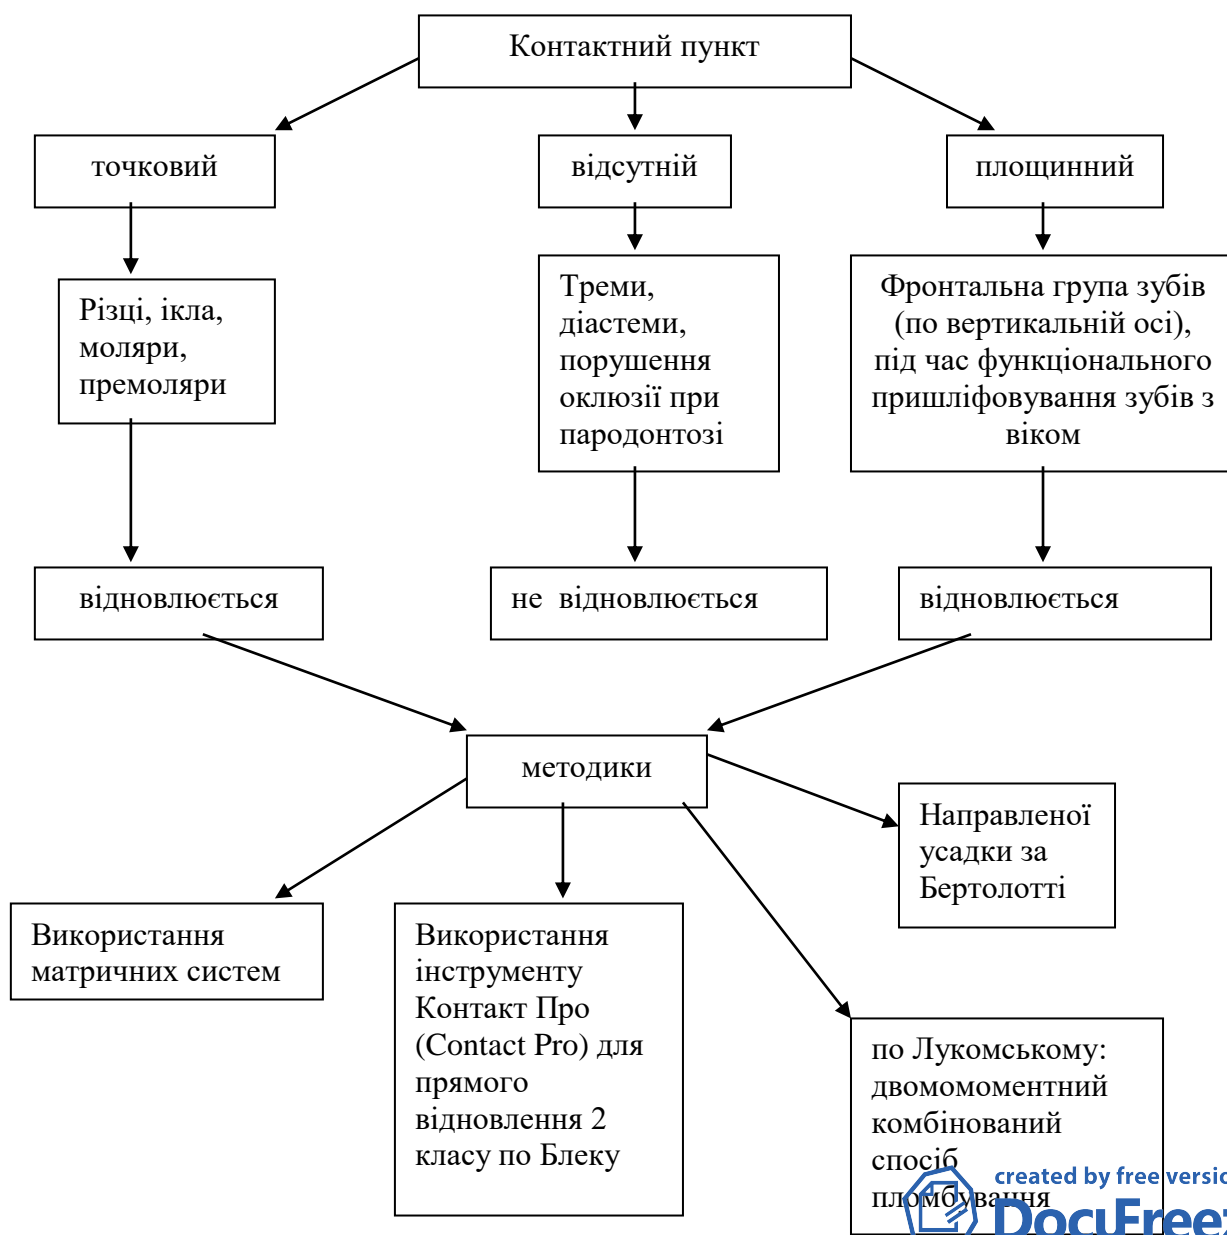 Контактний пункт
точковий
відсутній
площинний
Різці, ікла,
моляри,
премоляри
Треми,
діастеми,
порушення
оклюзії при
пародонтозі
Фронтальна група зубів
(по вертикальній осі),
під час функціонального
пришліфовування зубів з
віком
відновлюється
не відновлюється
відновлюється
методики
Направленої
усадки за
Бертолотті
Використання
матричних систем
Використання
інструменту
Контакт Про
(Contact Pro) для
прямого
відновлення 2
класу по Блеку
по Лукомському:
двомомоментний
комбінований
спосіб
пломбування
created by free versio
DocuFreez